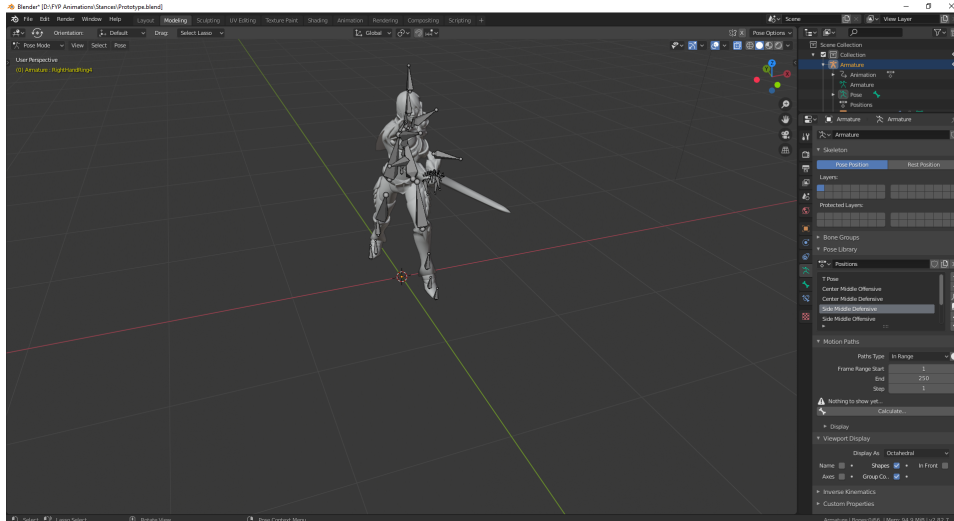 Blender* [D:\FYP Animations\Stances\Prototype.blend]
File Edit Render Window Help Layout Modeling Sculpting UV Editing Texture Paint Shading Animation Rendering Compositing Scripting + Scene View Layer
Orientation: Default Drag: Select Lasso Global Pose Options
Pose Mode View Select Pose
User Perspective
(0) Armature : RightHandRing4
Scene Collection
Collection
Armature
Animation
Armature
Pose
Positions
Armature Armature
Armature
Skeleton
Pose Position Rest Position
Layers:
Protected Layers:
Bone Groups
Pose Library
Positions
T Pose
Center Middle Offensive
Center Middle Defensive
Side Middle Defensive
Side Middle Offensive
Motion Paths
Paths Type In Range
Frame Range Start 1
End 250
Step 1
Nothing to show yet...
Calculate...
Display
Viewport Display
Display As Octahedral
Name Shapes In Front
Axes Group Co..
Inverse Kinematics
Custom Properties
Select Lasso Select Rotate View Pose Context Menu